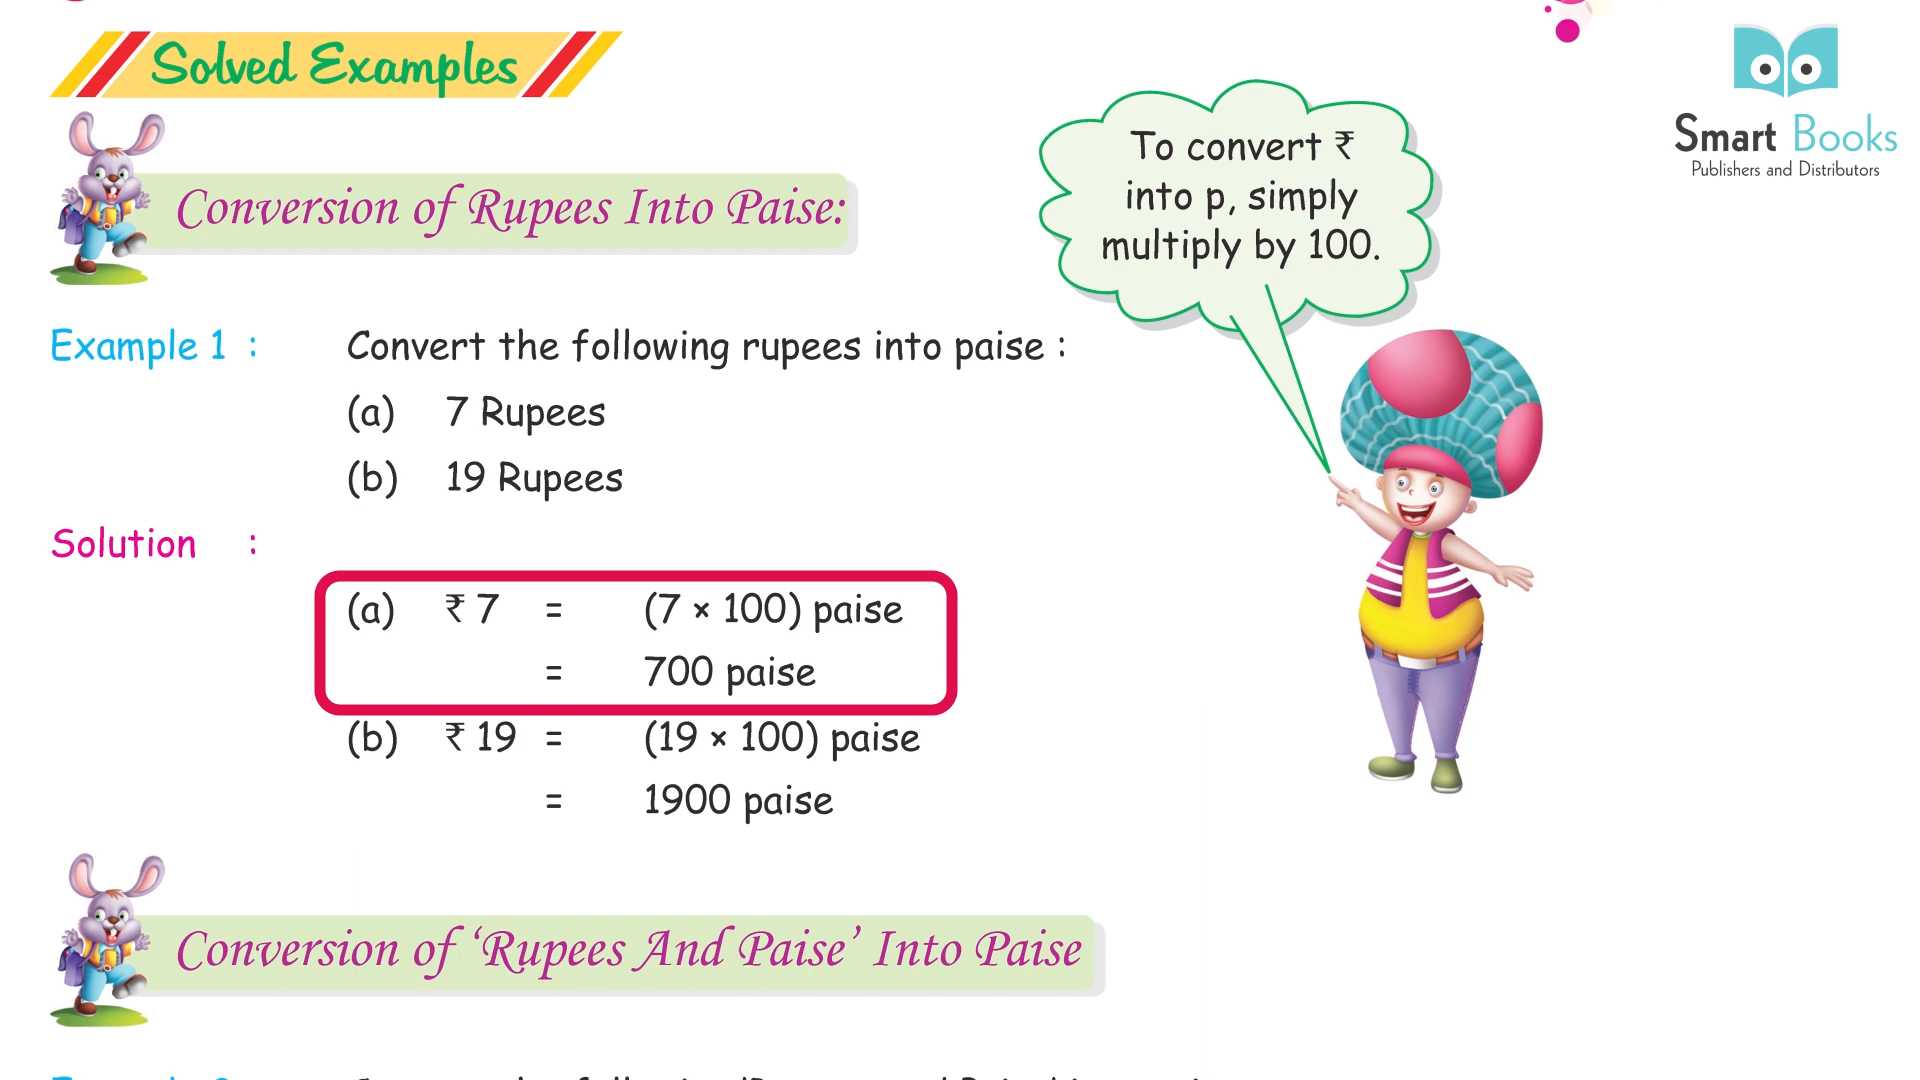 Solved Examples
Smart Books
Publishers and Distributors
To convert ₹
into p, simply
multiply by 100.
Conversion of Rupees Into Paise:
Example 1 : Convert the following rupees into paise :
(a) 7 Rupees
(b) 19 Rupees
Solution :
(a) ₹ 7 = (7 × 100) paise
= 700 paise
(b) ₹ 19 = (19 × 100) paise
= 1900 paise
Conversion of ‘Rupees And Paise’ Into Paise